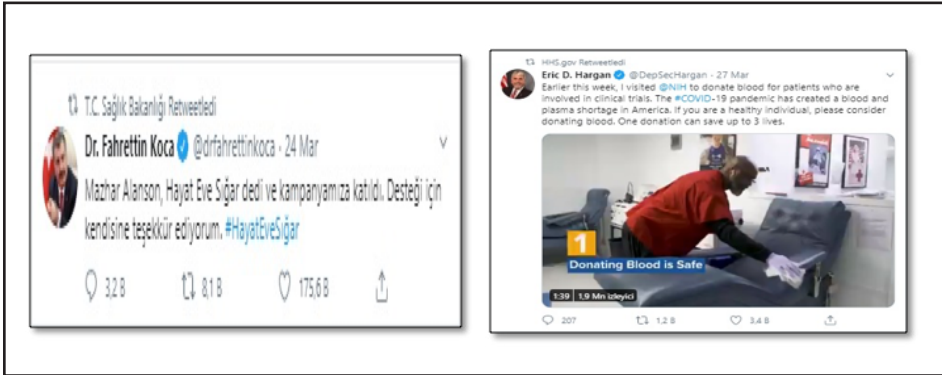 T.C. Sağlık Bakanlığı Retweetledi
Dr. Fahrettin Koca @drfahrettinkoca · 24 Mar
Mazhar Alanson, Hayat Eve Sığar dedi ve kampanyamıza katıldı. Desteği için
kendisine teşekkür ediyorum. #HayatEveSığar
3,2 B 8,1 B 175,6 B
HHS.gov Retweetledi
Eric D. Hargan @DepSecHargan · 27 Mar
Earlier this week, I visited @NIH to donate blood for patients who are
involved in clinical trials. The #COVID-19 pandemic has created a blood and
plasma shortage in America. If you are a healthy individual, please consider
donating blood. One donation can save up to 3 lives.
1
Donating Blood is Safe
1:39 1,9 Mn izleyici
207 1,2 B 3,4 B